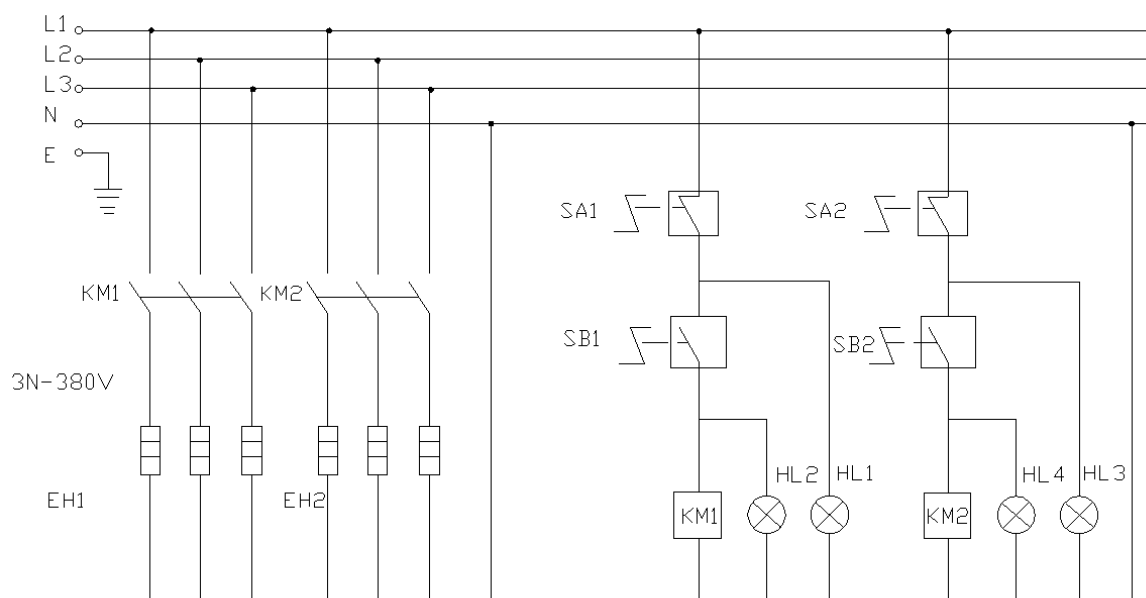 L1
L2
L3
N
E
SA1
SA2
KM1
KM2
SB1
SB2
3N-380V
HL2
HL1
HL4
HL3
EH1
EH2
KM1
KM2